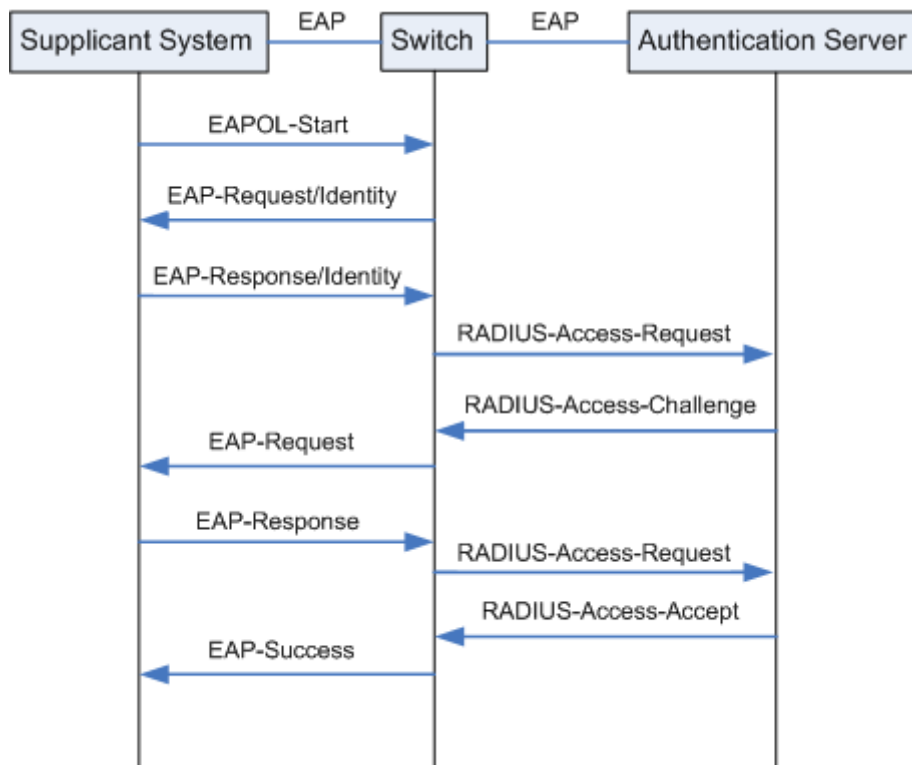 EAP
EAP
Supplicant System
Switch
Authentication Server
EAPOL-Start
EAP-Request/Identity
EAP-Response/Identity
RADIUS-Access-Request
RADIUS-Access-Challenge
EAP-Request
EAP-Response
RADIUS-Access-Request
RADIUS-Access-Accept
EAP-Success